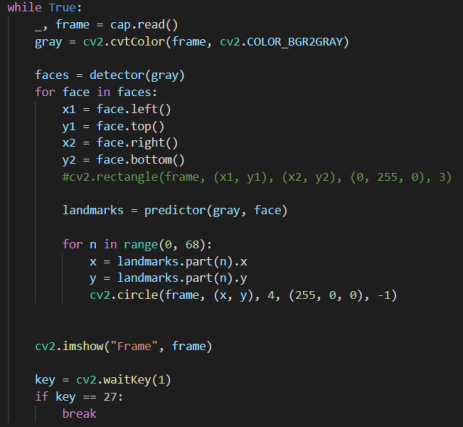 while True:
    _, frame = cap.read()
    gray = cv2.cvtColor(frame, cv2.COLOR_BGR2GRAY)

    faces = detector(gray)
    for face in faces:
        x1 = face.left()
        y1 = face.top()
        x2 = face.right()
        y2 = face.bottom()
        #cv2.rectangle(frame, (x1, y1), (x2, y2), (0, 255, 0), 3)

        landmarks = predictor(gray, face)

        for n in range(0, 68):
            x = landmarks.part(n).x
            y = landmarks.part(n).y
            cv2.circle(frame, (x, y), 4, (255, 0, 0), -1)


    cv2.imshow("Frame", frame)

    key = cv2.waitKey(1)
    if key == 27:
        break